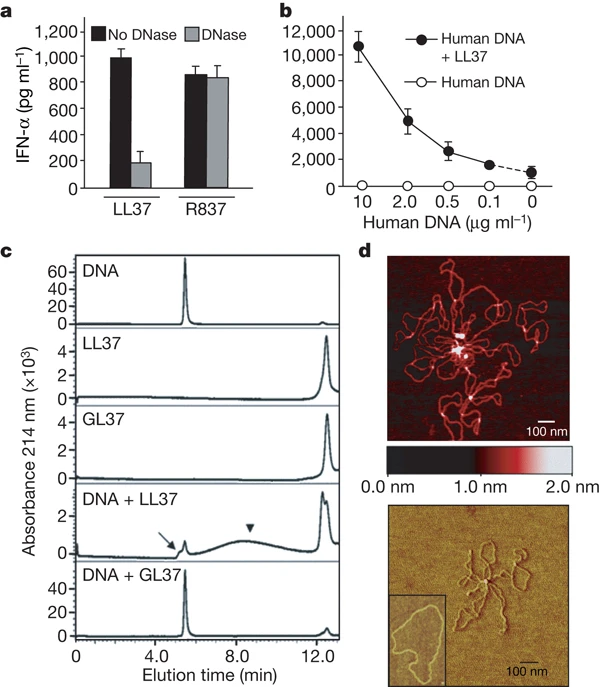 a
1,200
1,000
800
600
400
200
0
IFN-α (pg ml⁻¹)
No DNase
DNase
LL37
R837
b
12,000
10,000
8,000
6,000
4,000
2,000
0
Human DNA
+ LL37
Human DNA
10
2.0
0.5
0.1
0
Human DNA (μg ml⁻¹)
c
Absorbance 214 nm (×10³)
DNA
60
40
20
0
LL37
4
2
0
GL37
4
2
0
DNA + LL37
2
0
DNA + GL37
40
20
0
0
4.0
8.0
12.0
Elution time (min)
d
100 nm
0.0 nm
1.0 nm
2.0 nm
100 nm